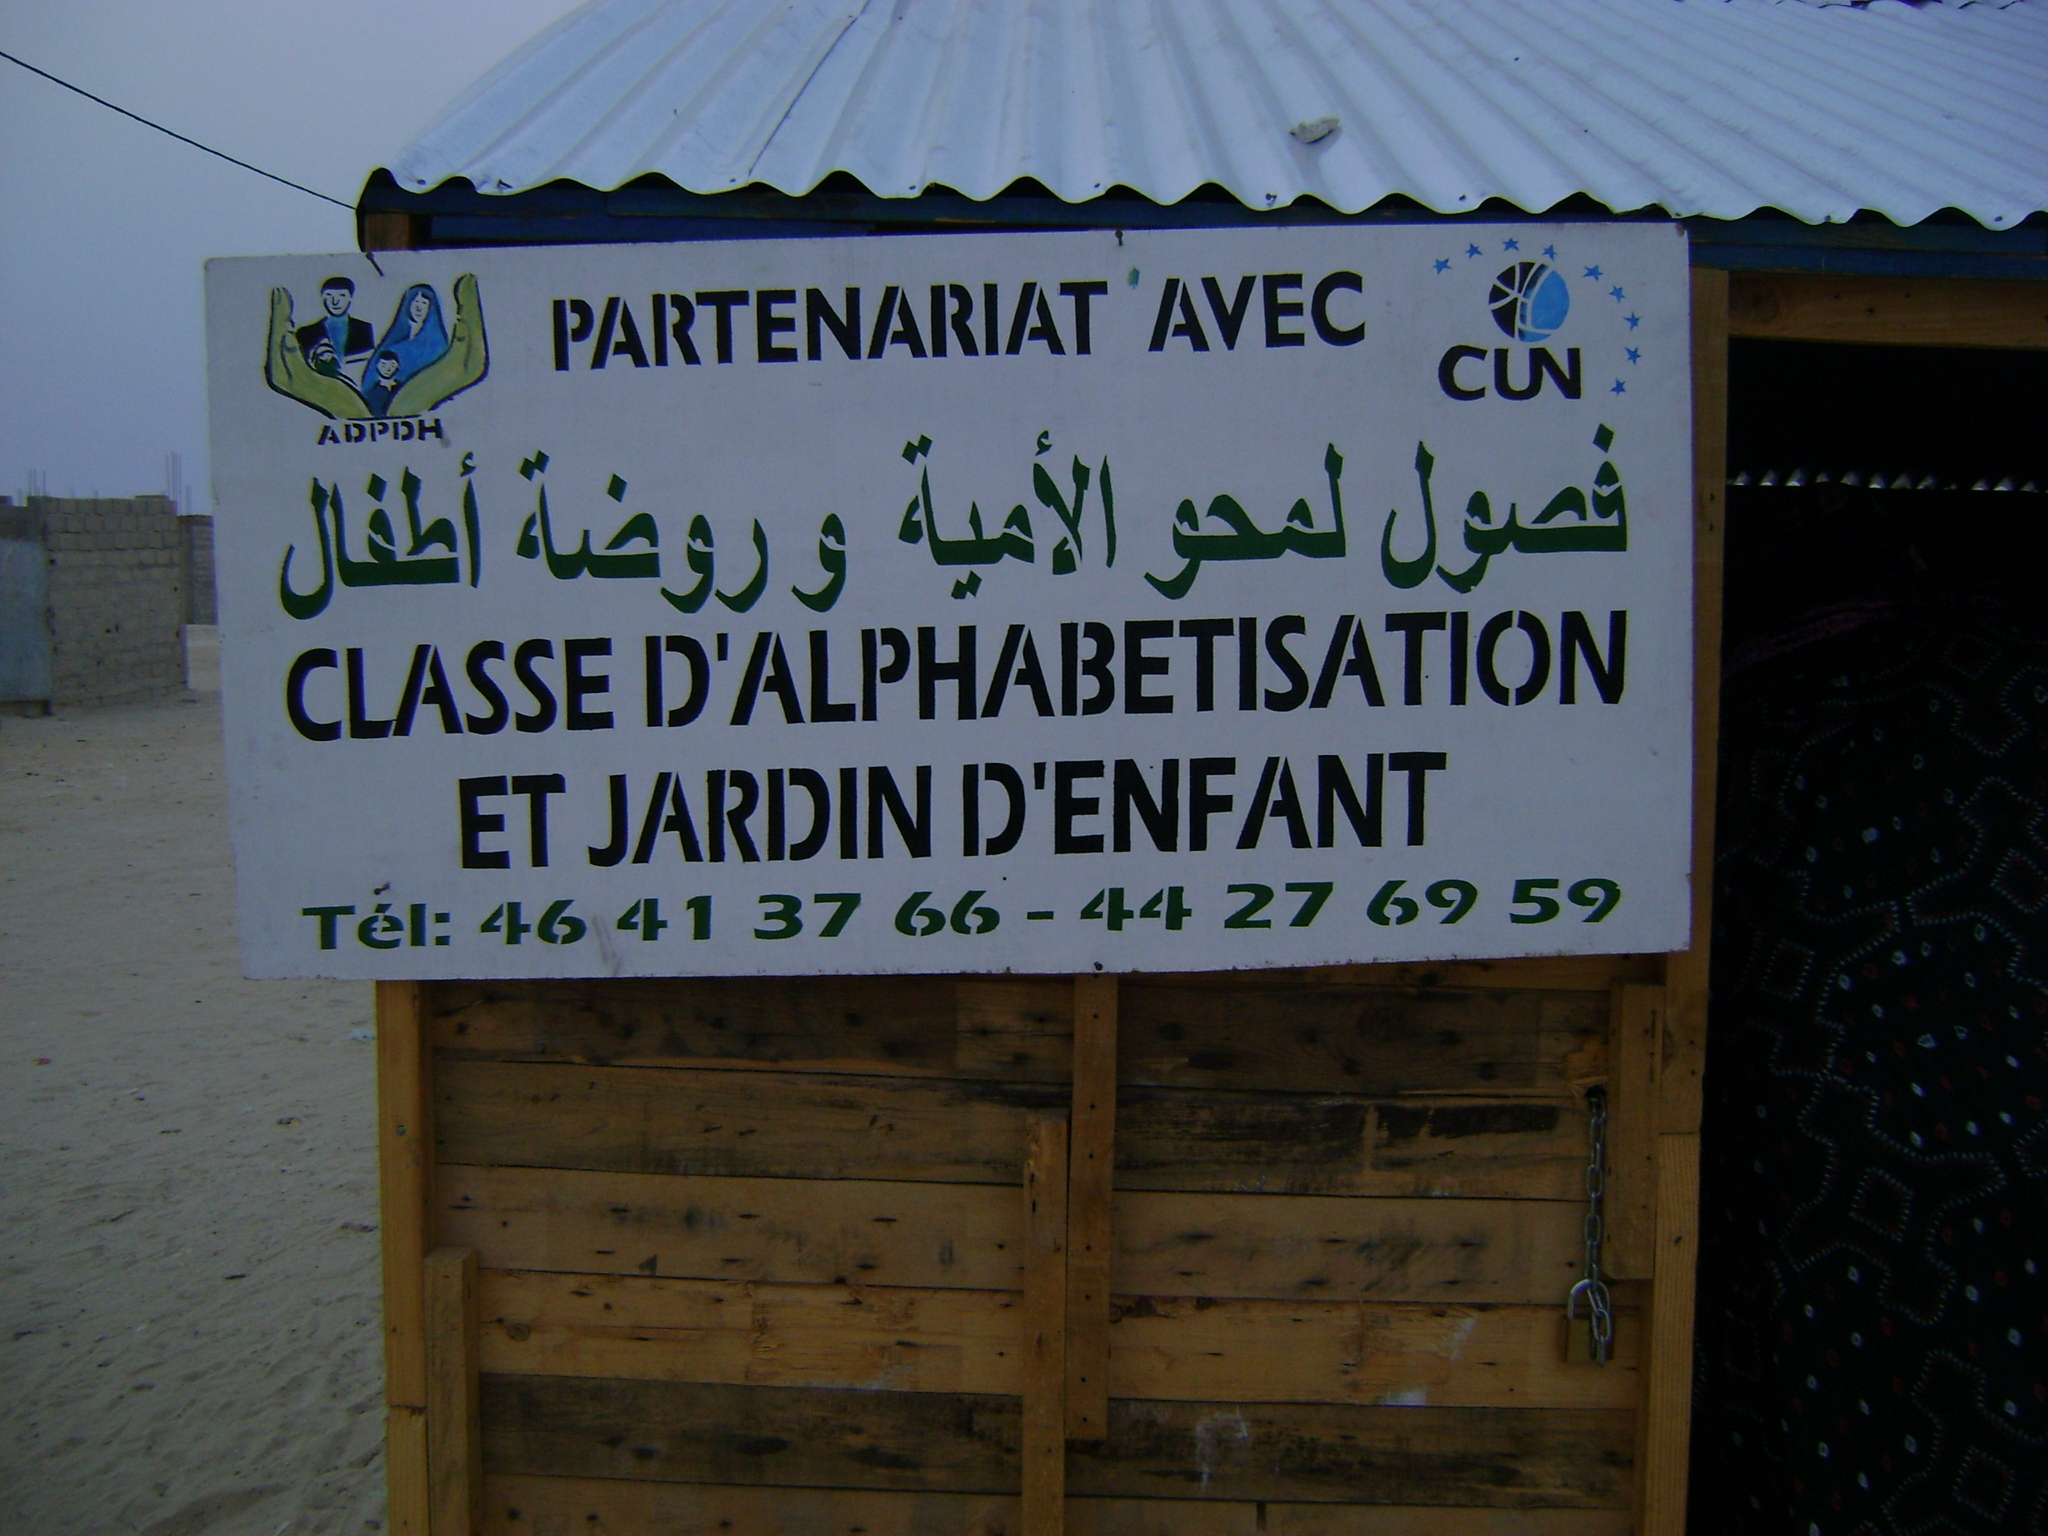 PARTENARIAT AVEC
CUN
ADPDH
فصول لمحو الأمية وروضة أطفال
CLASSE D'ALPHABETISATION
ET JARDIN D'ENFANT
Tél: 46 41 37 66 - 44 27 69 59